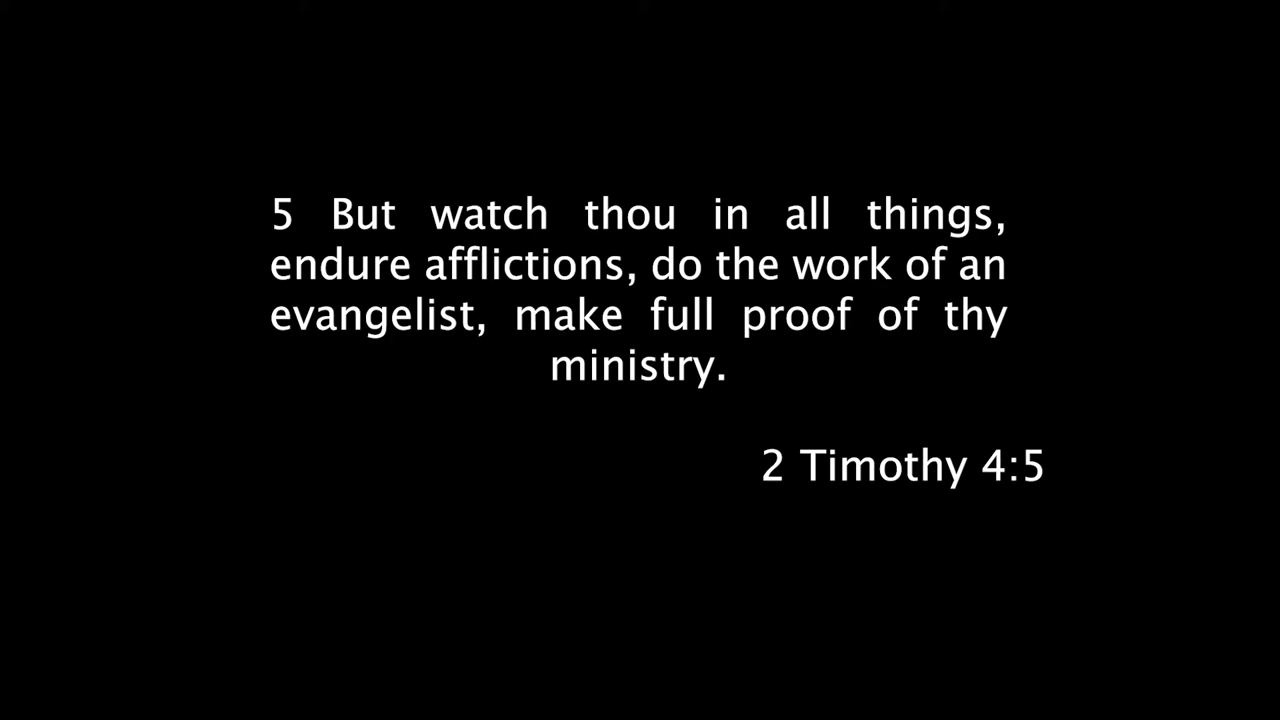 5 But watch thou in all things,
endure afflictions, do the work of an
evangelist, make full proof of thy
ministry.
2 Timothy 4:5